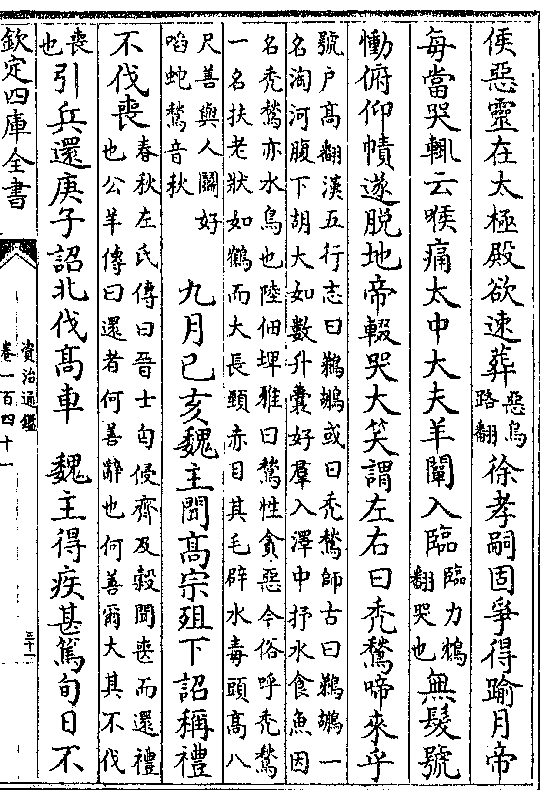 侯惡靈在太極殿欲速葬惡烏路翻徐孝嗣固爭得踰月帝
每當哭輒云喉痛太中大夫羊闡入臨臨力鴆翻哭也無髮號
慟俯仰幘遂脱地帝輟哭大笑謂左右曰禿鶖啼來乎
號户髙翻漢五行志曰鵜鶘或曰禿鶖師古曰鵜鶘一
名淘河腹下胡大如數升囊好羣入澤中抒水食魚因
名禿鶖亦水鳥也陸佃埤雅曰鶖性貪惡今俗呼禿鶖
一名扶老狀如鶴而大長頸赤目其毛辟水毒頭高八
尺善與人鬬好
啗蛇鶖音秋
九月己亥魏主聞髙宗殂下詔稱禮
不伐喪
春秋左氏傳曰晉士匄侵齊及穀聞喪而還禮
也公羊傳曰還者何善辭也何善爾大其不伐
喪也
引兵還庚子詔北伐髙車 魏主得疾甚篤旬日不
欽定四庫全書
資治通鑑
卷一百四十一
三十二